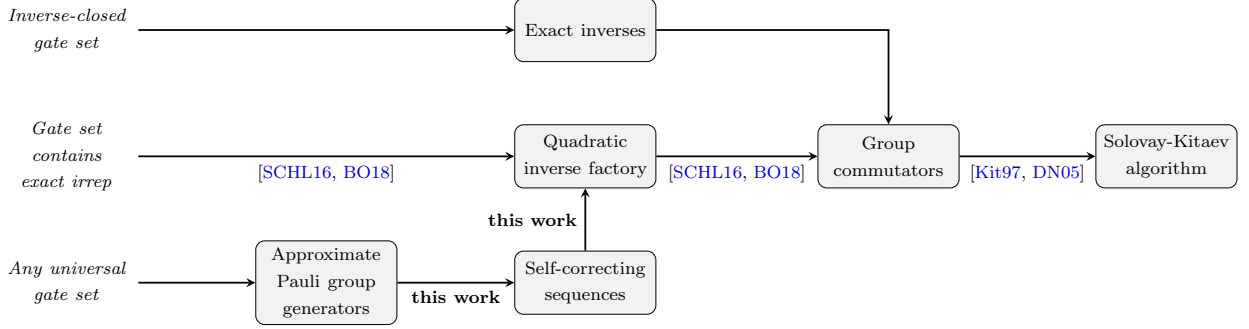 Inverse-closed
gate set
Exact inverses
Gate set
contains
exact irrep
[SCHL16, BO18]
Quadratic
inverse factory
[SCHL16, BO18]
Group
commutators
[Kit97, DN05]
Solovay-Kitaev
algorithm
this work
Any universal
gate set
Approximate
Pauli group
generators
this work
Self-correcting
sequences